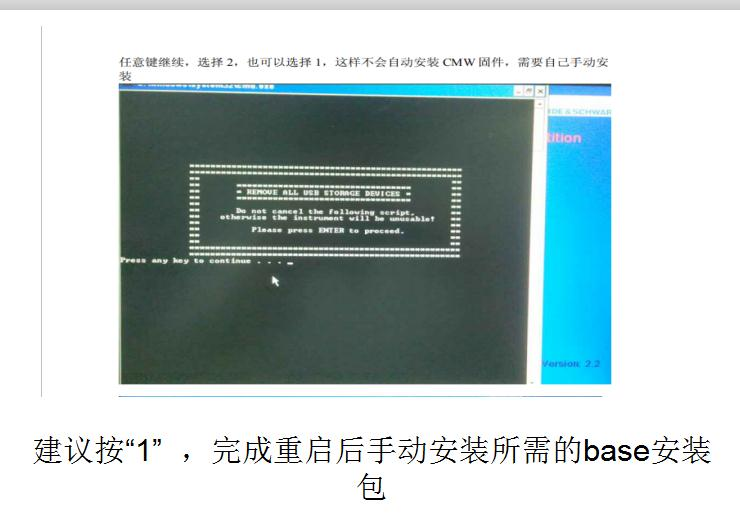 任意键继续，选择 2，也可以选择 1，这样不会自动安装 CMW 固件，需要自己手动安
装
DE & SCHWAR
tition
REMOVE ALL USB STORAGE DEVICES
Do not cancel the following script,
otherwise the instrument will be unusable!
Please press ENTER to proceed.
Press any key to continue . . . _
Version: 2.2
建议按“1” ，完成重启后手动安装所需的base安装
包